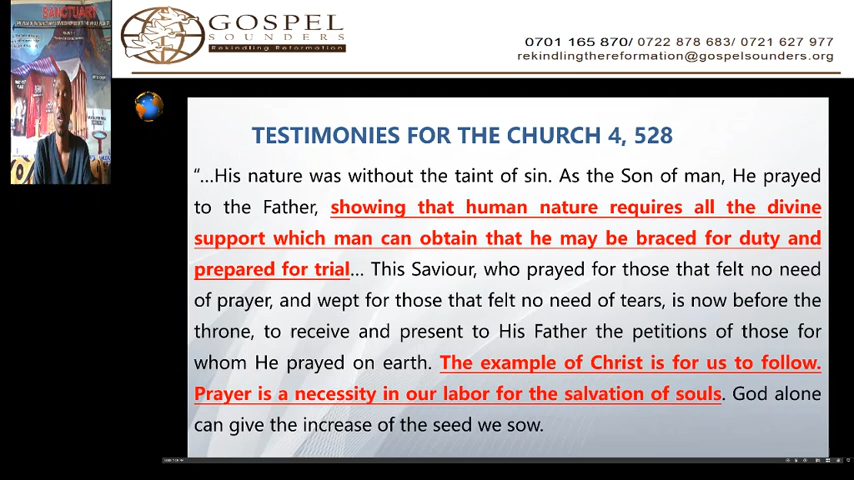 SANCTUARY
GOSPEL
SOUNDERS
Rekindling Reformation
0701 165 870/ 0722 878 683/ 0721 627 977
rekindlingthereformation@gospelsounders.org
TESTIMONIES FOR THE CHURCH 4, 528
“...His nature was without the taint of sin. As the Son of man, He prayed
to the Father, showing that human nature requires all the divine
support which man can obtain that he may be braced for duty and
prepared for trial... This Saviour, who prayed for those that felt no need
of prayer, and wept for those that felt no need of tears, is now before the
throne, to receive and present to His Father the petitions of those for
whom He prayed on earth. The example of Christ is for us to follow.
Prayer is a necessity in our labor for the salvation of souls. God alone
can give the increase of the seed we sow.